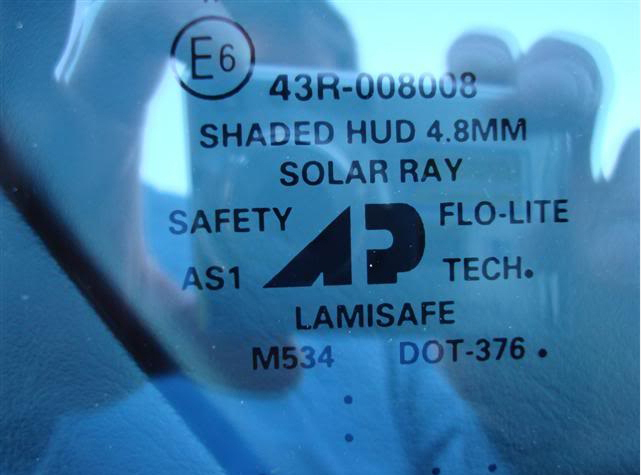 E6
43R-008008
SHADED HUD 4.8MM
SOLAR RAY
SAFETY AP FLO-LITE
AS1 TECH.
LAMISAFE
M534 DOT-376 .